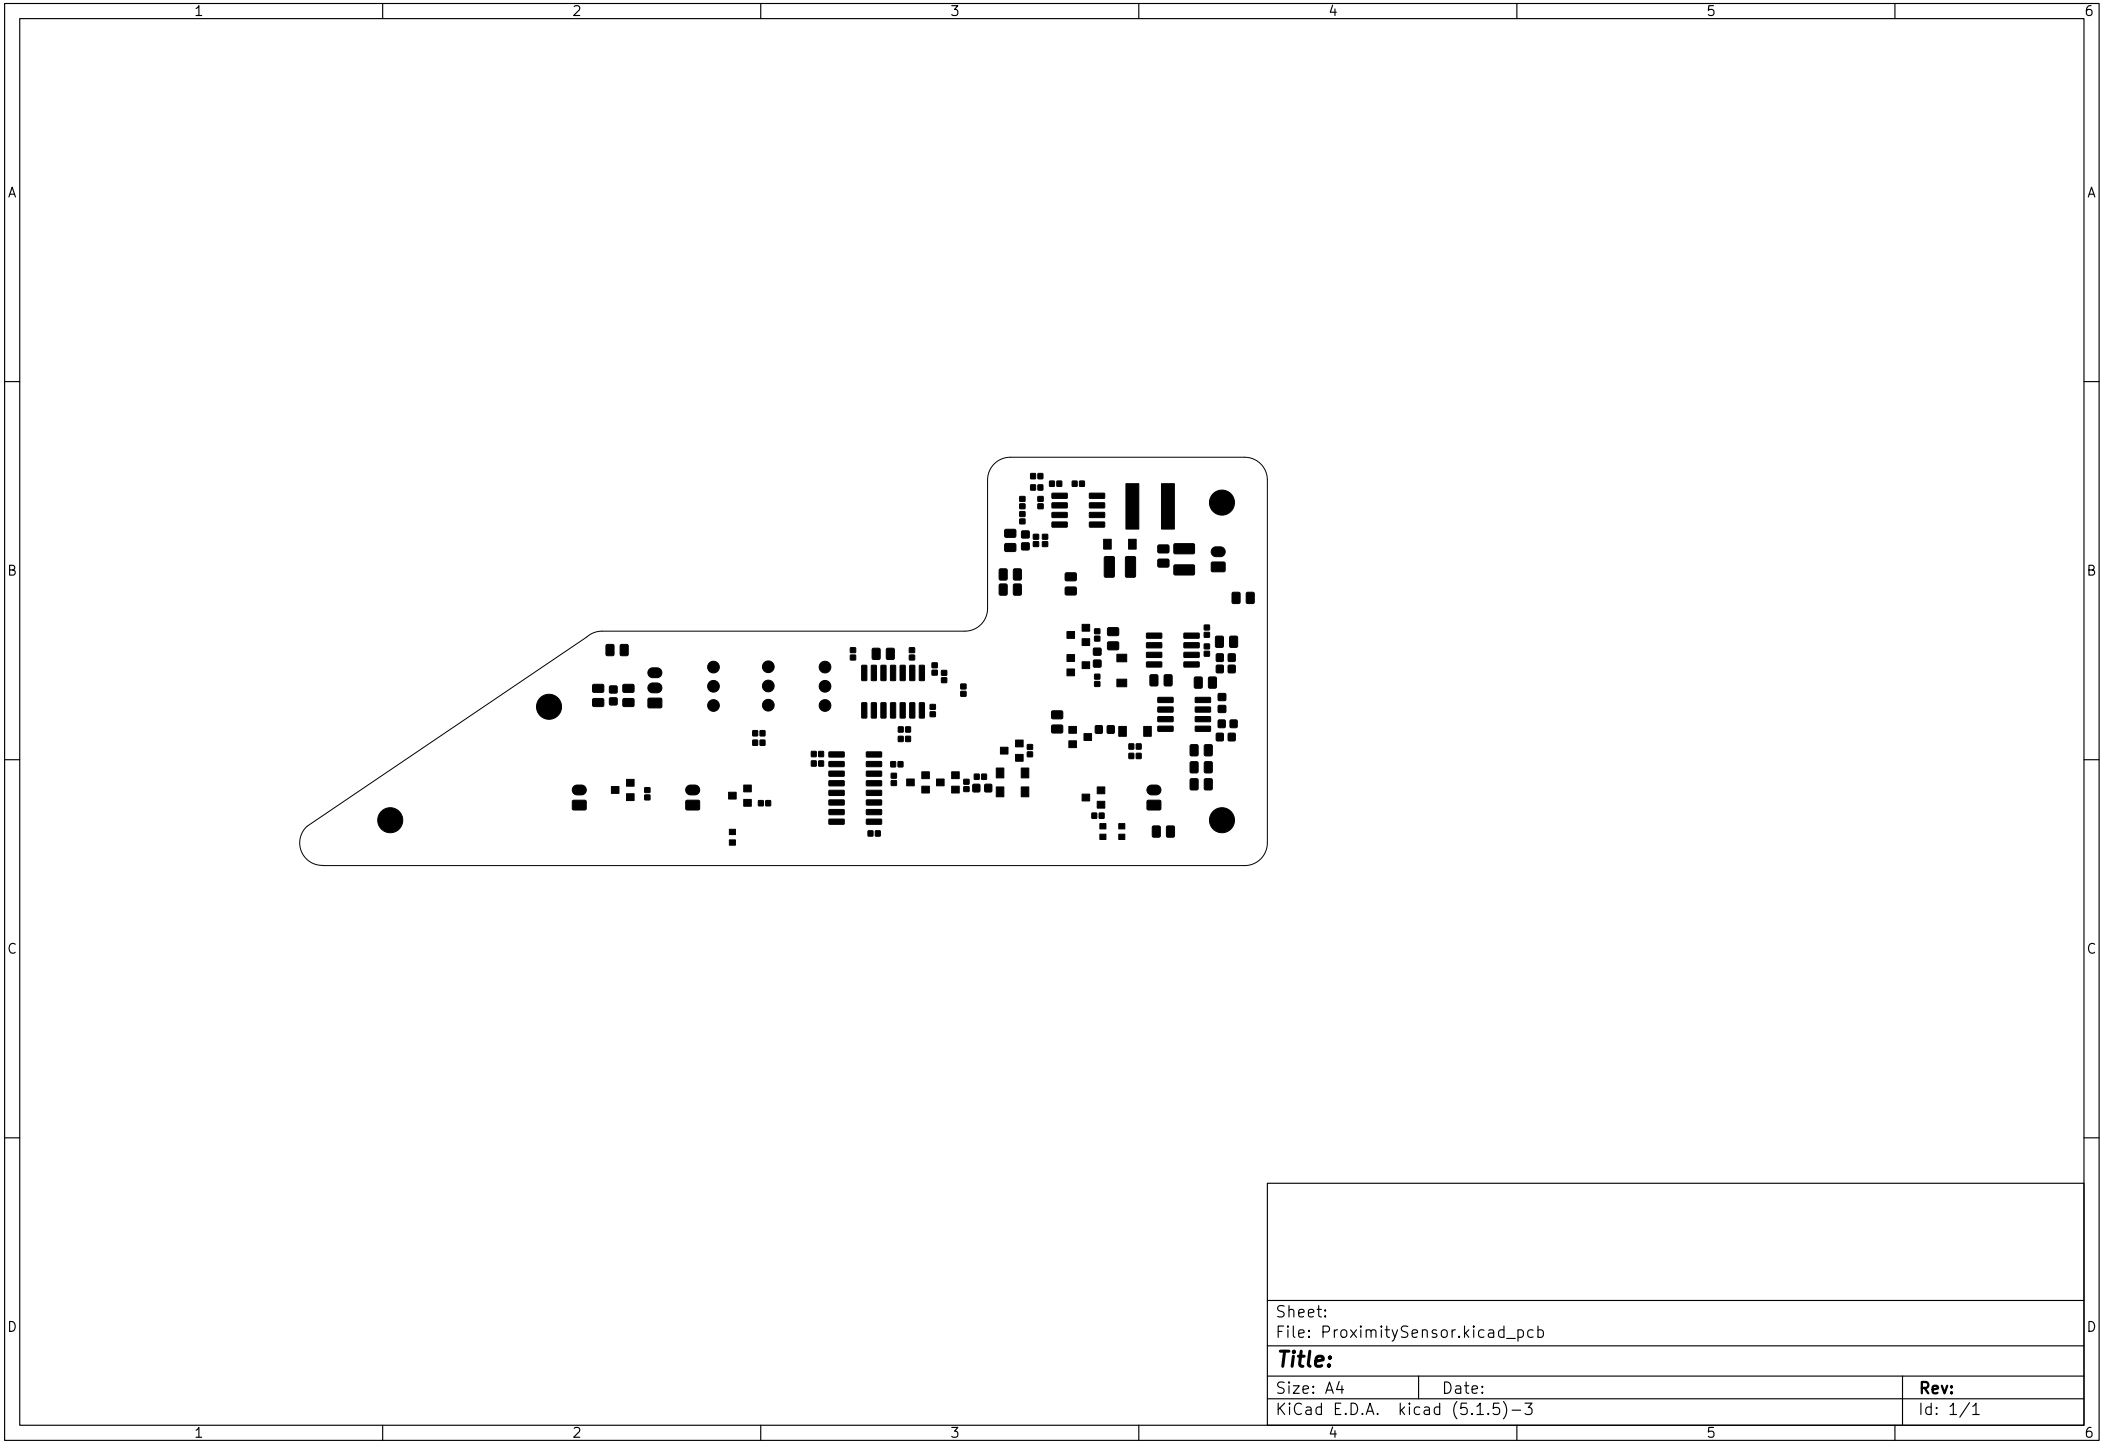 1 2 3 4 5 6
A A
B B
C C
D D
Sheet:
File: ProximitySensor.kicad_pcb
Title:
Size: A4 Date: Rev:
KiCad E.D.A. kicad (5.1.5)-3 Id: 1/1
1 2 3 4 5 6